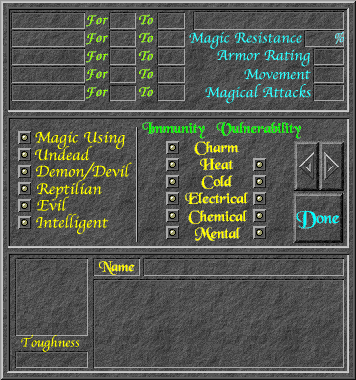 For To
For To
Magic Resistance %
For To
Armor Rating
For To
Movement
For To
Magical Attacks
Immunity Vulnerability
Magic Using
Undead
Demon/Devil
Reptilian
Evil
Intelligent
Charm
Heat
Cold
Electrical
Chemical
Mental
Done
Name
Toughness